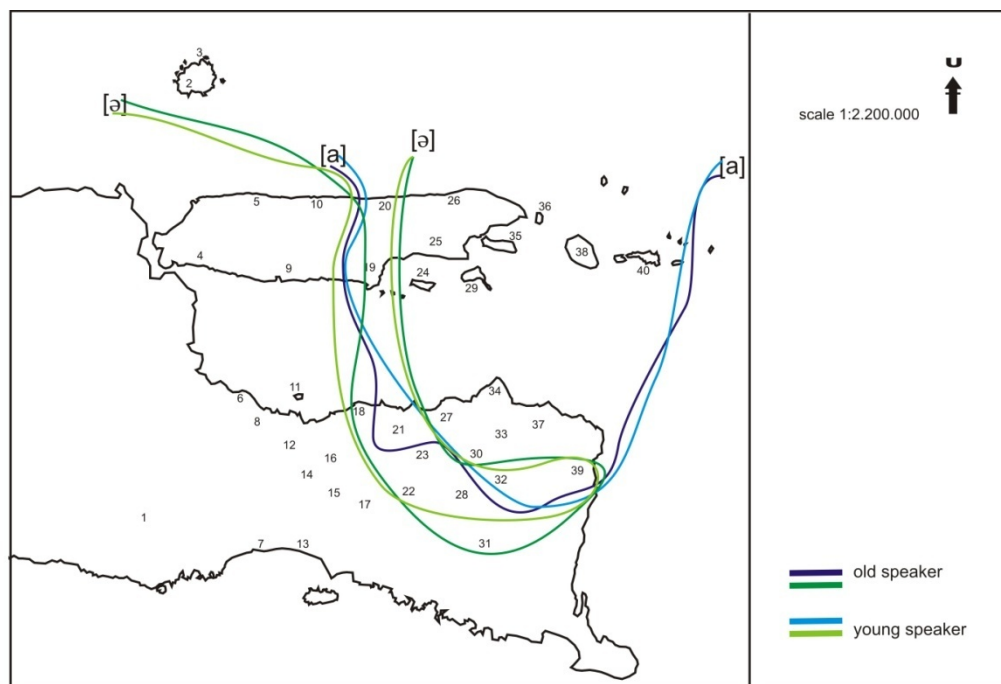 3
2
U
scale 1:2.200.000
[ə]
[a]
[ə]
[a]
5 10 20 26
36
35
25
4 9 19 24 29 38 40
11
6
8
34
18 27 37
21 33
12
16 23 30
14 32 39
15 22 28
17
1
7 13 31
old speaker
young speaker